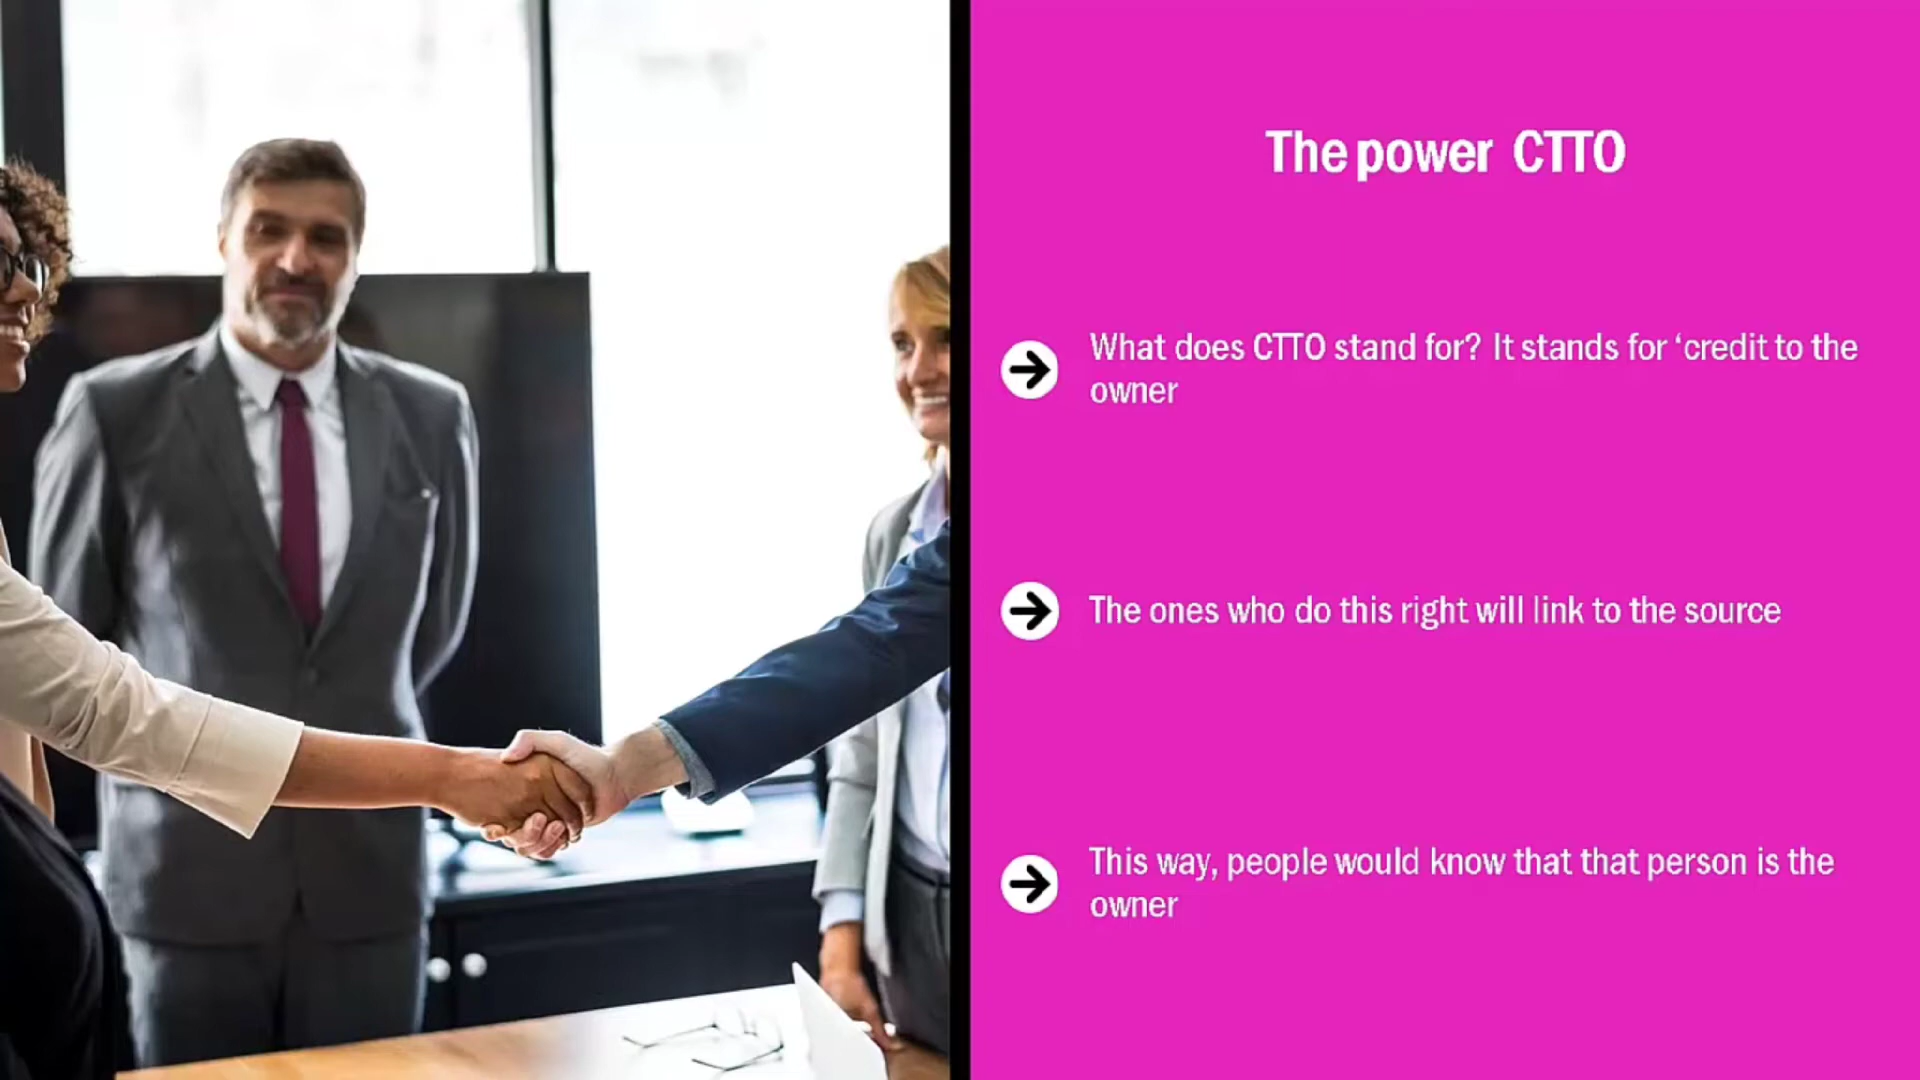 The power CTTO
What does CTTO stand for? It stands for ‘credit to the
owner
The ones who do this right will link to the source
This way, people would know that that person is the
owner